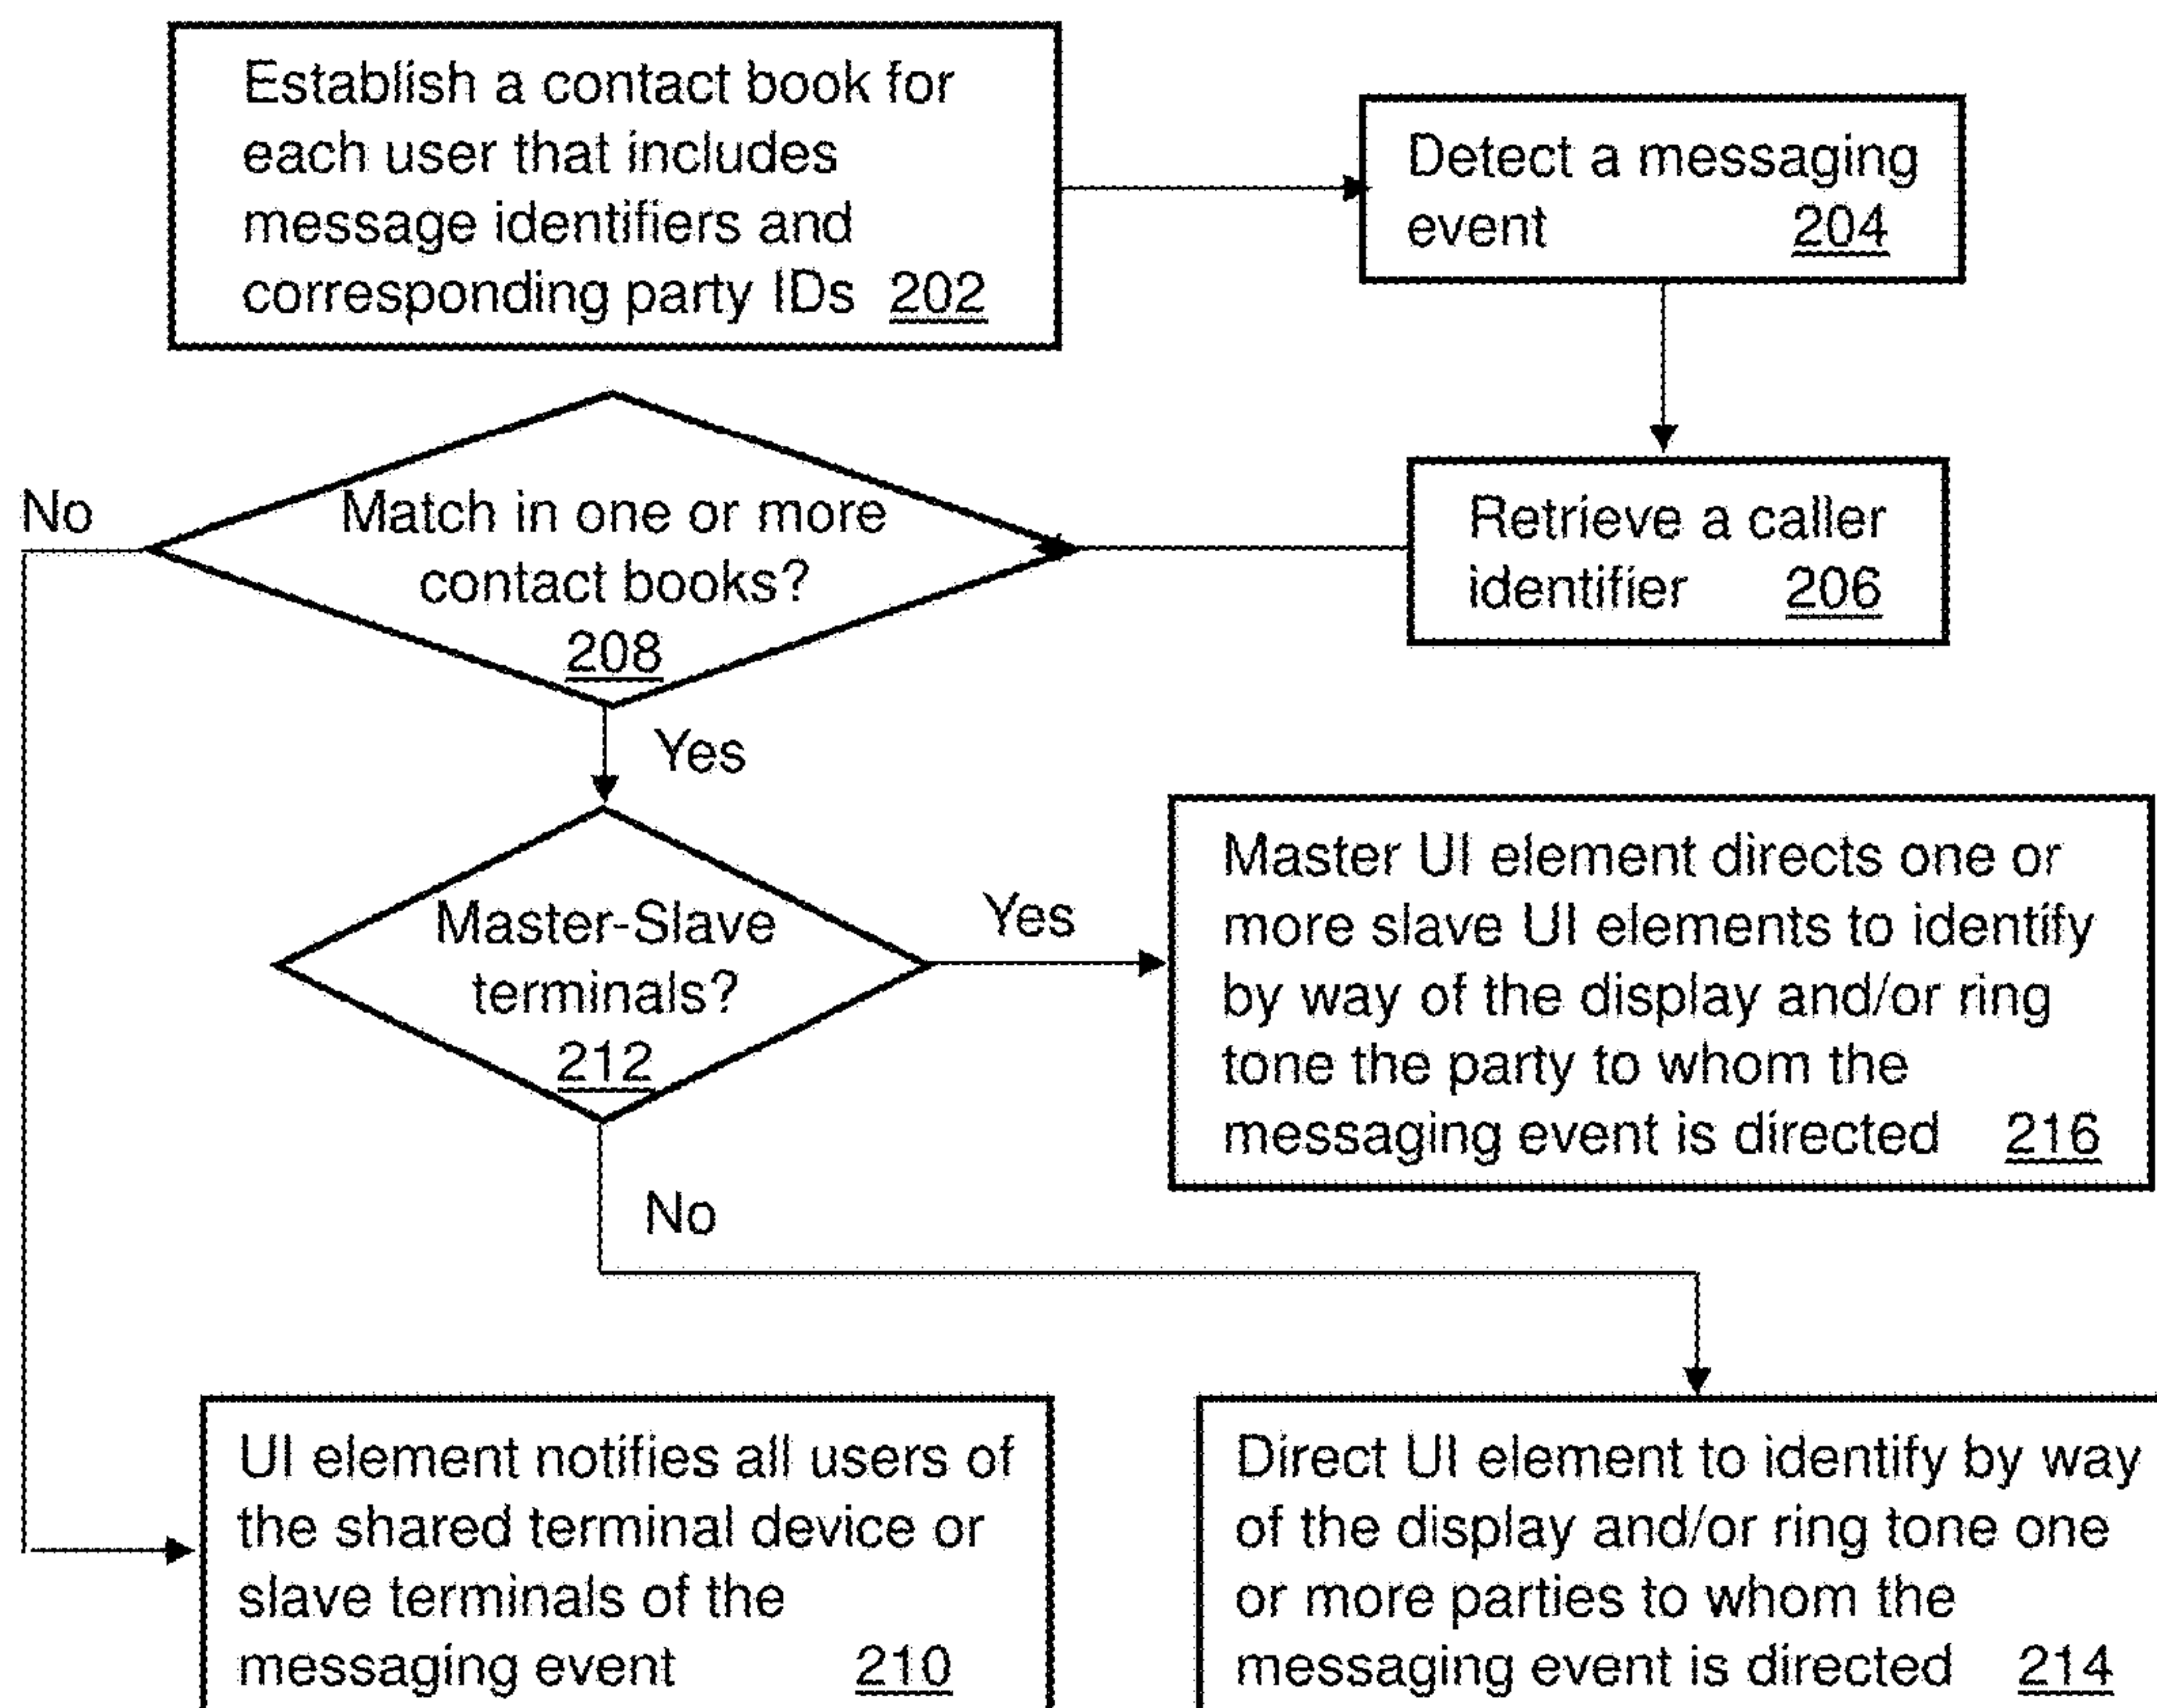 Establish a contact book for
each user that includes
message identifiers and
corresponding party IDs 202
Detect a messaging
event 204
Retrieve a caller
identifier 206
No
Match in one or more
contact books?
208
Yes
Master-Slave
terminals?
212
Yes
Master UI element directs one or
more slave UI elements to identify
by way of the display and/or ring
tone the party to whom the
messaging event is directed 216
No
UI element notifies all users of
the shared terminal device or
slave terminals of the
messaging event 210
Direct UI element to identify by way
of the display and/or ring tone one
or more parties to whom the
messaging event is directed 214